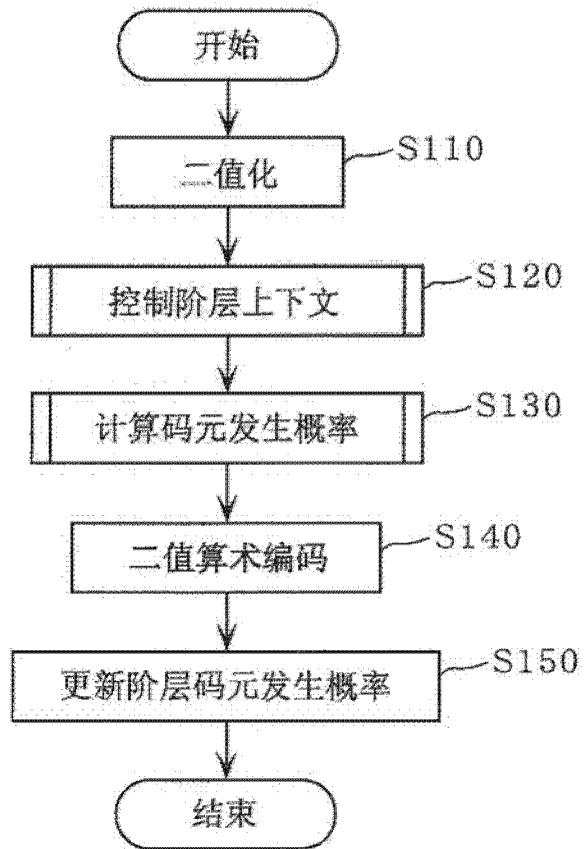 开始
二值化
S110
控制阶层上下文
S120
计算码元发生概率
S130
二值算术编码
S140
更新阶层码元发生概率
S150
结束